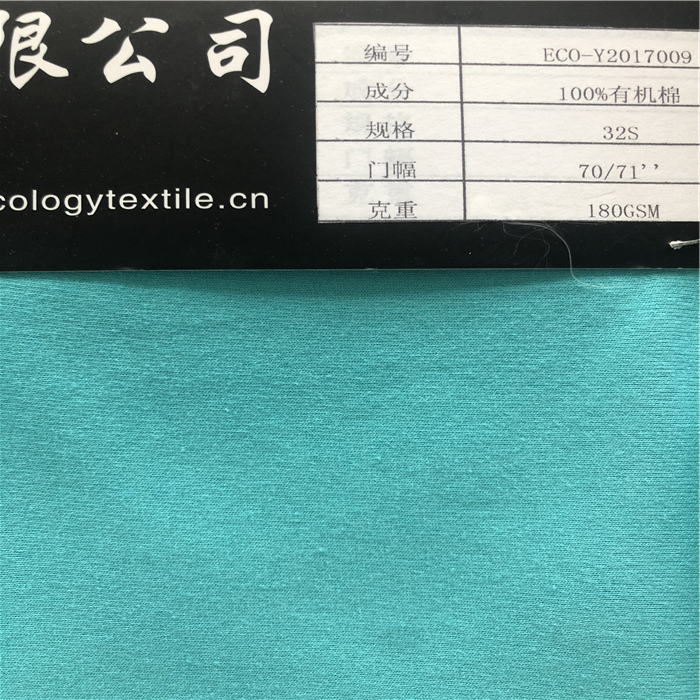 限公司
cologytextile.cn
编号 ECO-Y2017009
成分 100%有机棉
规格 32S
门幅 70/71''
克重 180GSM